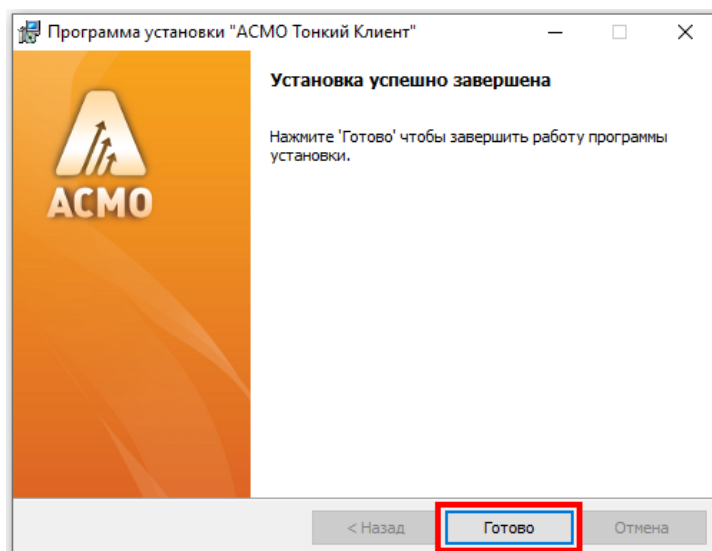 Программа установки "АСМО Тонкий Клиент"
Установка успешно завершена
Нажмите 'Готово' чтобы завершить работу программы
установки.
АСМО
< Назад
Готово
Отмена